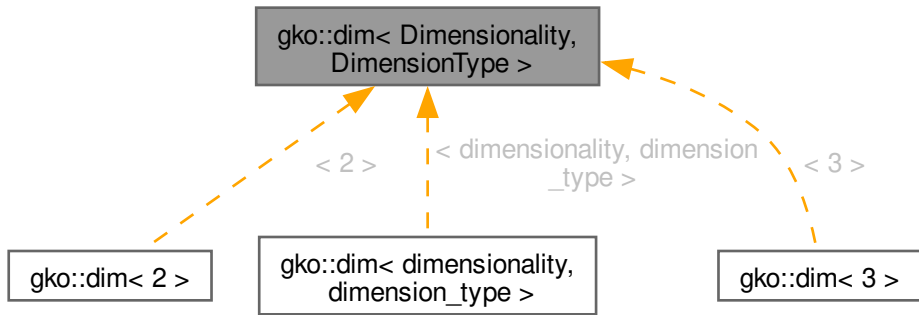 gko::dim< Dimensionality,
DimensionType >
< 2 >
< dimensionality, dimension
_type >
< 3 >
gko::dim< 2 >
gko::dim< dimensionality,
dimension_type >
gko::dim< 3 >